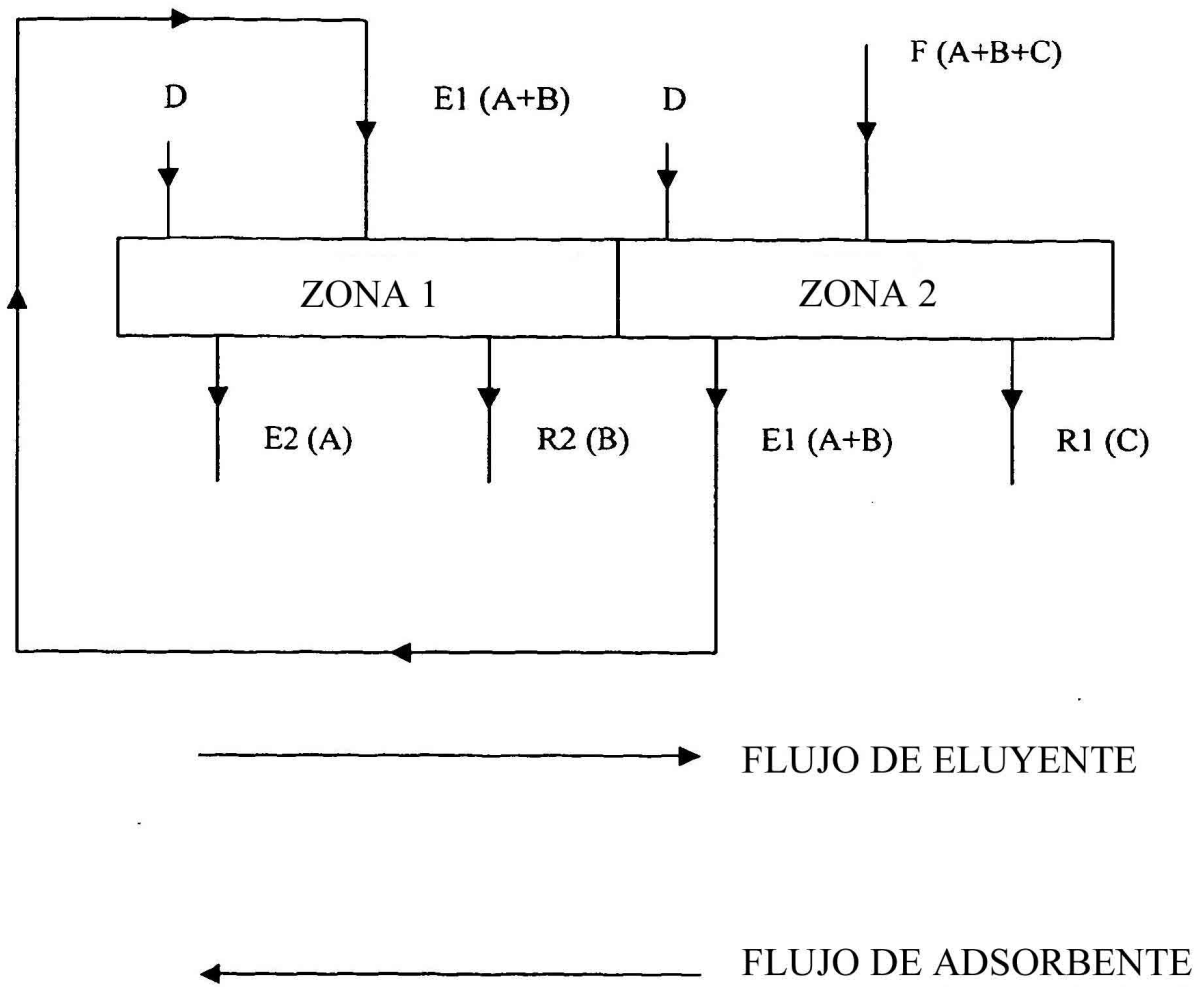 F (A+B+C)
D
E1 (A+B)
D
ZONA 1
ZONA 2
E2 (A)
R2 (B)
E1 (A+B)
R1 (C)
FLUJO DE ELUYENTE
FLUJO DE ADSORBENTE